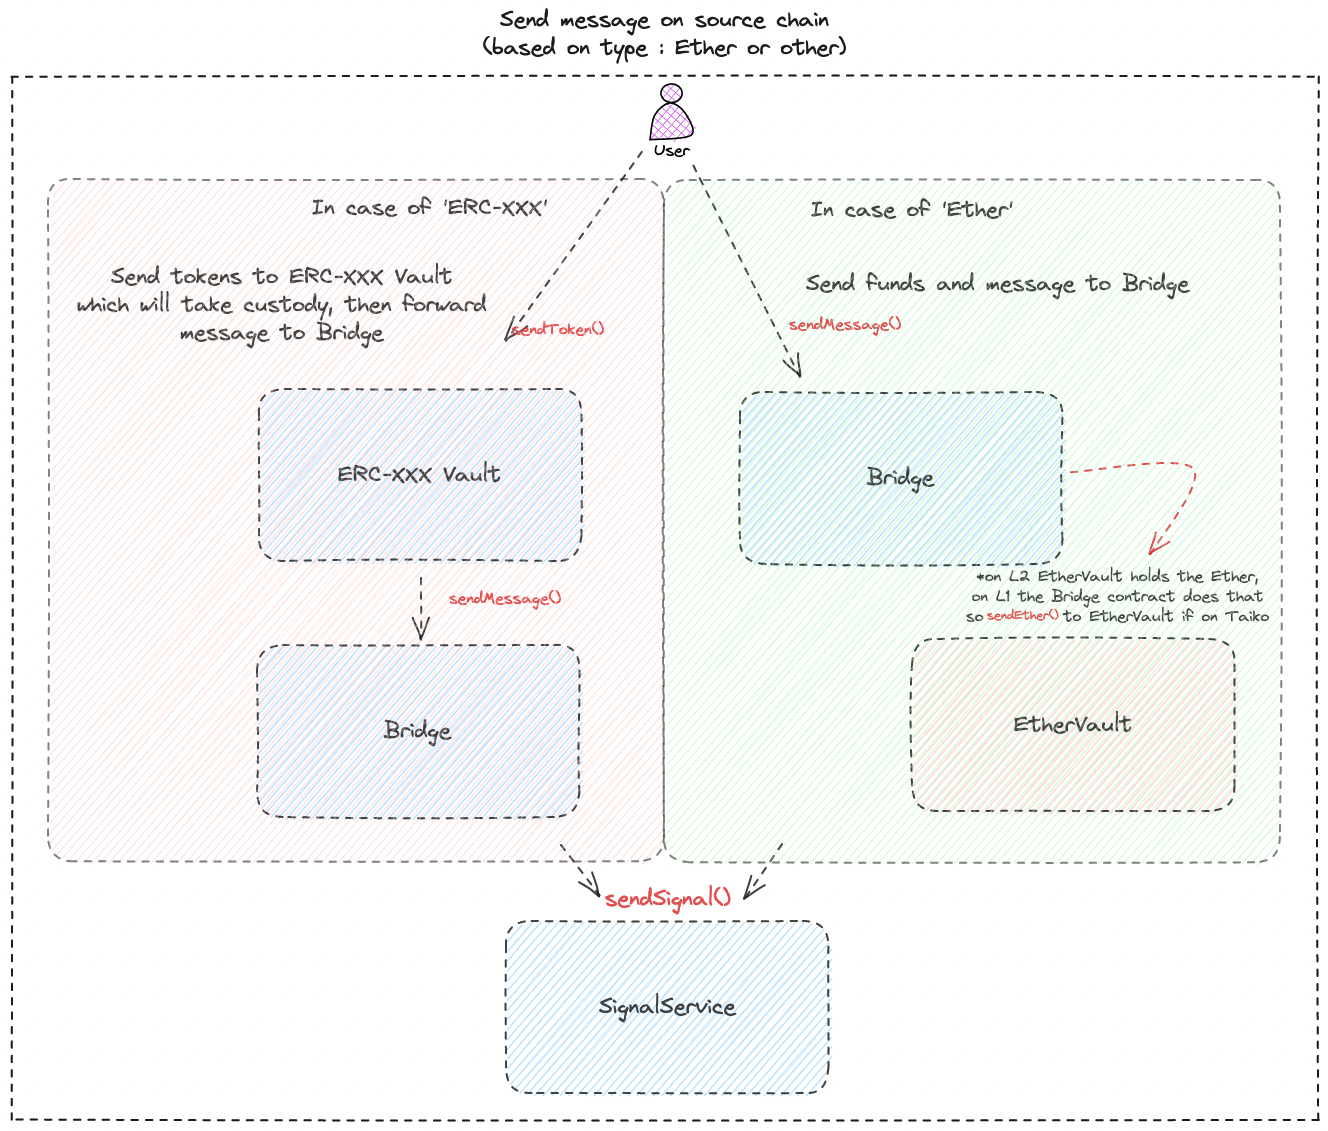 Send message on source chain
(based on type : Ether or other)
User
In case of 'ERC-XXX'
Send tokens to ERC-XXX Vault
which will take custody, then forward
message to Bridge
sendToken()
ERC-XXX Vault
sendMessage()
Bridge
In case of 'Ether'
Send funds and message to Bridge
sendMessage()
Bridge
*on L2 EtherVault holds the Ether,
on L1 the Bridge contract does that
so sendEther() to EtherVault if on Taiko
EtherVault
sendSignal()
SignalService